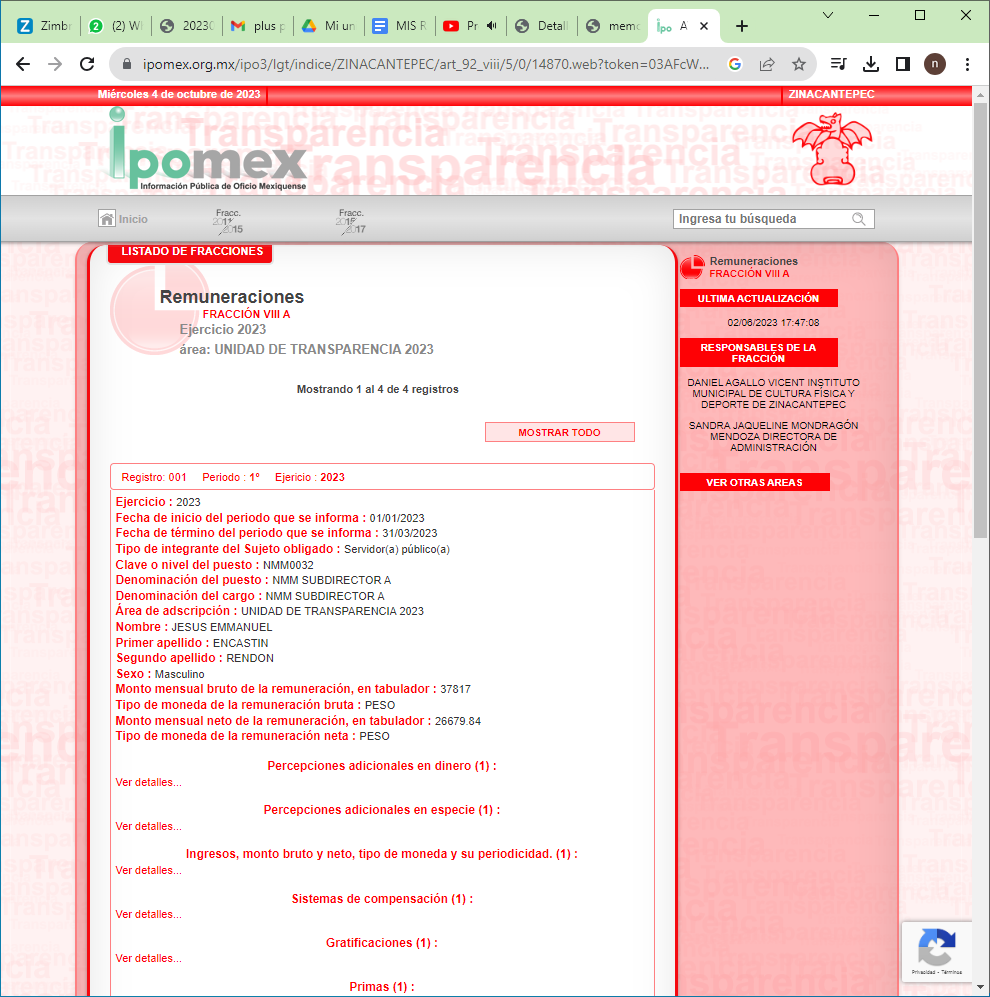 Zimbr
(2) W
2023(
plus p
Mi un
MIS R
Pr
Detall
memo
ipo A
ipomex.org.mx/ipo3/lgt/indice/ZINACANTEPEC/art_92_viii/5/0/14870.web?token=03AFcW...
n
Miércoles 4 de octubre de 2023
ZINACANTEPEC
Transparencia
ipomex
Información Pública de Oficio Mexiquense
Inicio
Fracc.
2015
Fracc.
2017
Ingresa tu búsqueda
LISTADO DE FRACCIONES
Remuneraciones
FRACCIÓN VIII A
Ejercicio 2023
área: UNIDAD DE TRANSPARENCIA 2023
Mostrando 1 al 4 de 4 registros
MOSTRAR TODO
Registro: 001 Periodo : 1° Ejericio : 2023
Ejercicio : 2023
Fecha de inicio del periodo que se informa : 01/01/2023
Fecha de término del periodo que se informa : 31/03/2023
Tipo de integrante del Sujeto obligado : Servidor(a) público(a)
Clave o nivel del puesto : NMM0032
Denominación del puesto : NMM SUBDIRECTOR A
Denominación del cargo : NMM SUBDIRECTOR A
Área de adscripción : UNIDAD DE TRANSPARENCIA 2023
Nombre : JESUS EMMANUEL
Primer apellido : ENCASTIN
Segundo apellido : RENDON
Sexo : Masculino
Monto mensual bruto de la remuneración, en tabulador : 37817
Tipo de moneda de la remuneración bruta : PESO
Monto mensual neto de la remuneración, en tabulador : 26679.84
Tipo de moneda de la remuneración neta : PESO
Percepciones adicionales en dinero (1) :
Ver detalles...
Percepciones adicionales en especie (1) :
Ver detalles...
Ingresos, monto bruto y neto, tipo de moneda y su periodicidad. (1) :
Ver detalles...
Sistemas de compensación (1) :
Ver detalles...
Gratificaciones (1) :
Ver detalles...
Primas (1) :
Remuneraciones
FRACCIÓN VIII A
ULTIMA ACTUALIZACIÓN
02/06/2023 17:47:08
RESPONSABLES DE LA
FRACCIÓN
DANIEL AGALLO VICENT INSTITUTO
MUNICIPAL DE CULTURA FÍSICA Y
DEPORTE DE ZINACANTEPEC
SANDRA JAQUELINE MONDRAGÓN
MENDOZA DIRECTORA DE
ADMINISTRACIÓN
VER OTRAS AREAS
Privacidad - Términos